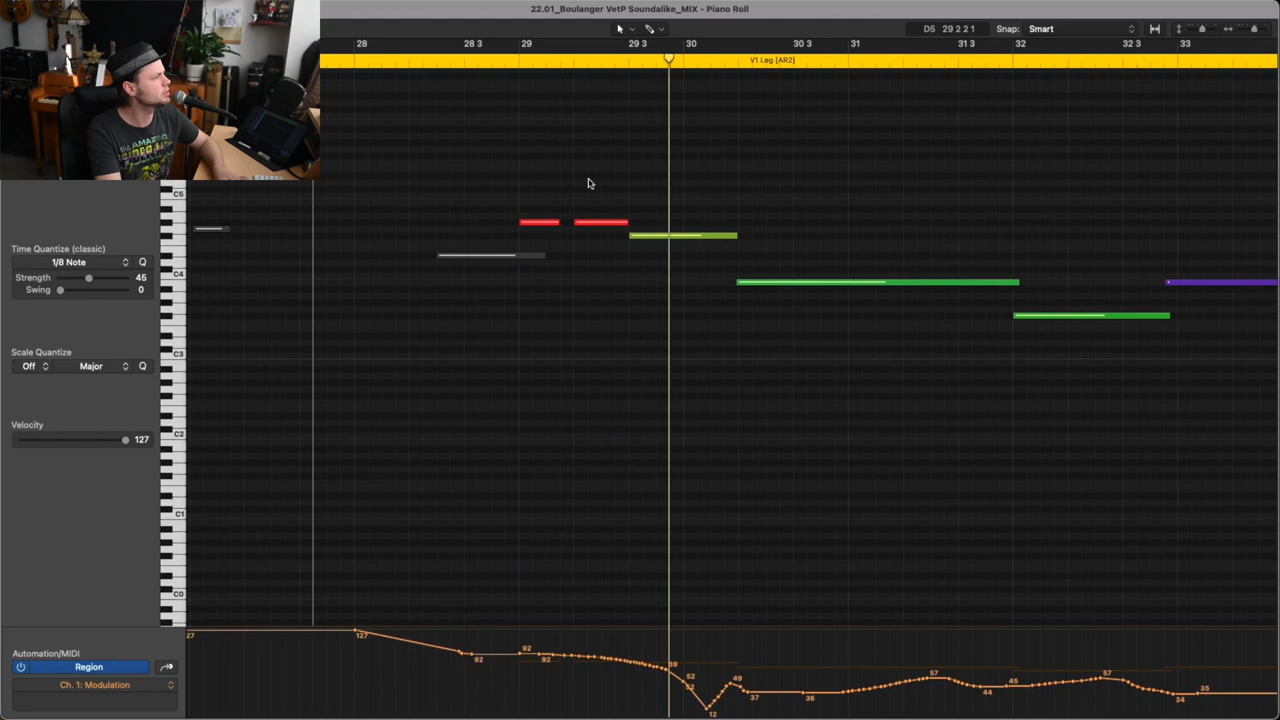 22.01_Boulanger VetP Soundalike_MIX - Piano Roll
D5 29 2 2 1
Snap: Smart
28
28 3
29
29 3
30
30 3
31
31 3
32
32 3
33
V1 Leg [AR2]
C5
Time Quantize (classic)
1/8 Note
Q
Strength 45
Swing 0
C4
Scale Quantize
Off
Major
Q
C3
Velocity
127
C2
C1
C0
27
127
92
92
92
52
12
49
37
36
57
44
45
57
34
35
Automation/MIDI
Region
Ch. 1: Modulation